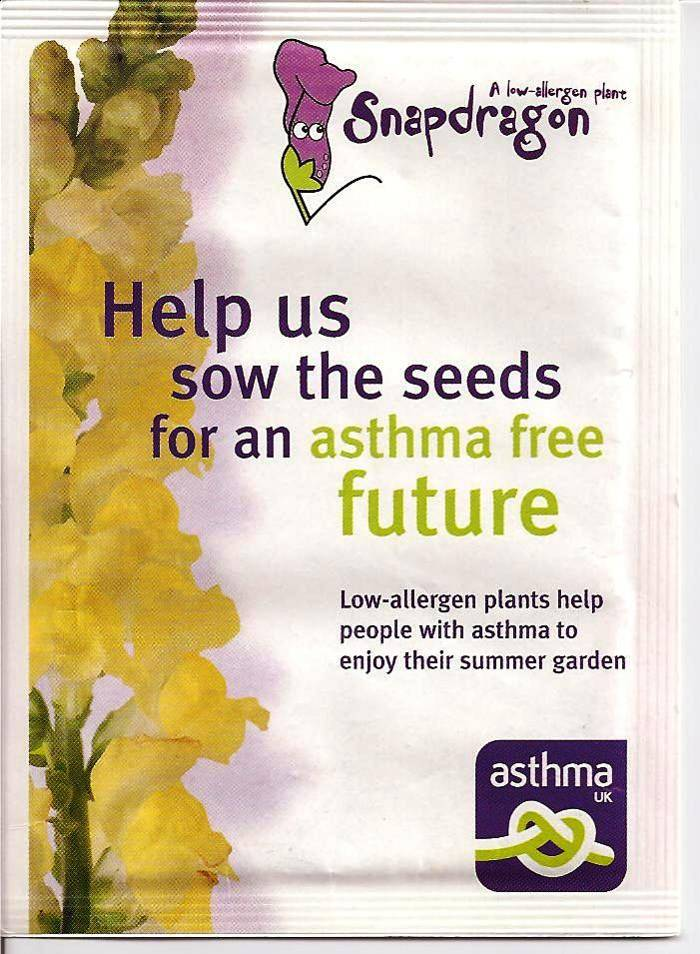 A low-allergen plant
Snapdragon
Help us
sow the seeds
for an asthma free
future
Low-allergen plants help
people with asthma to
enjoy their summer garden
asthma
UK